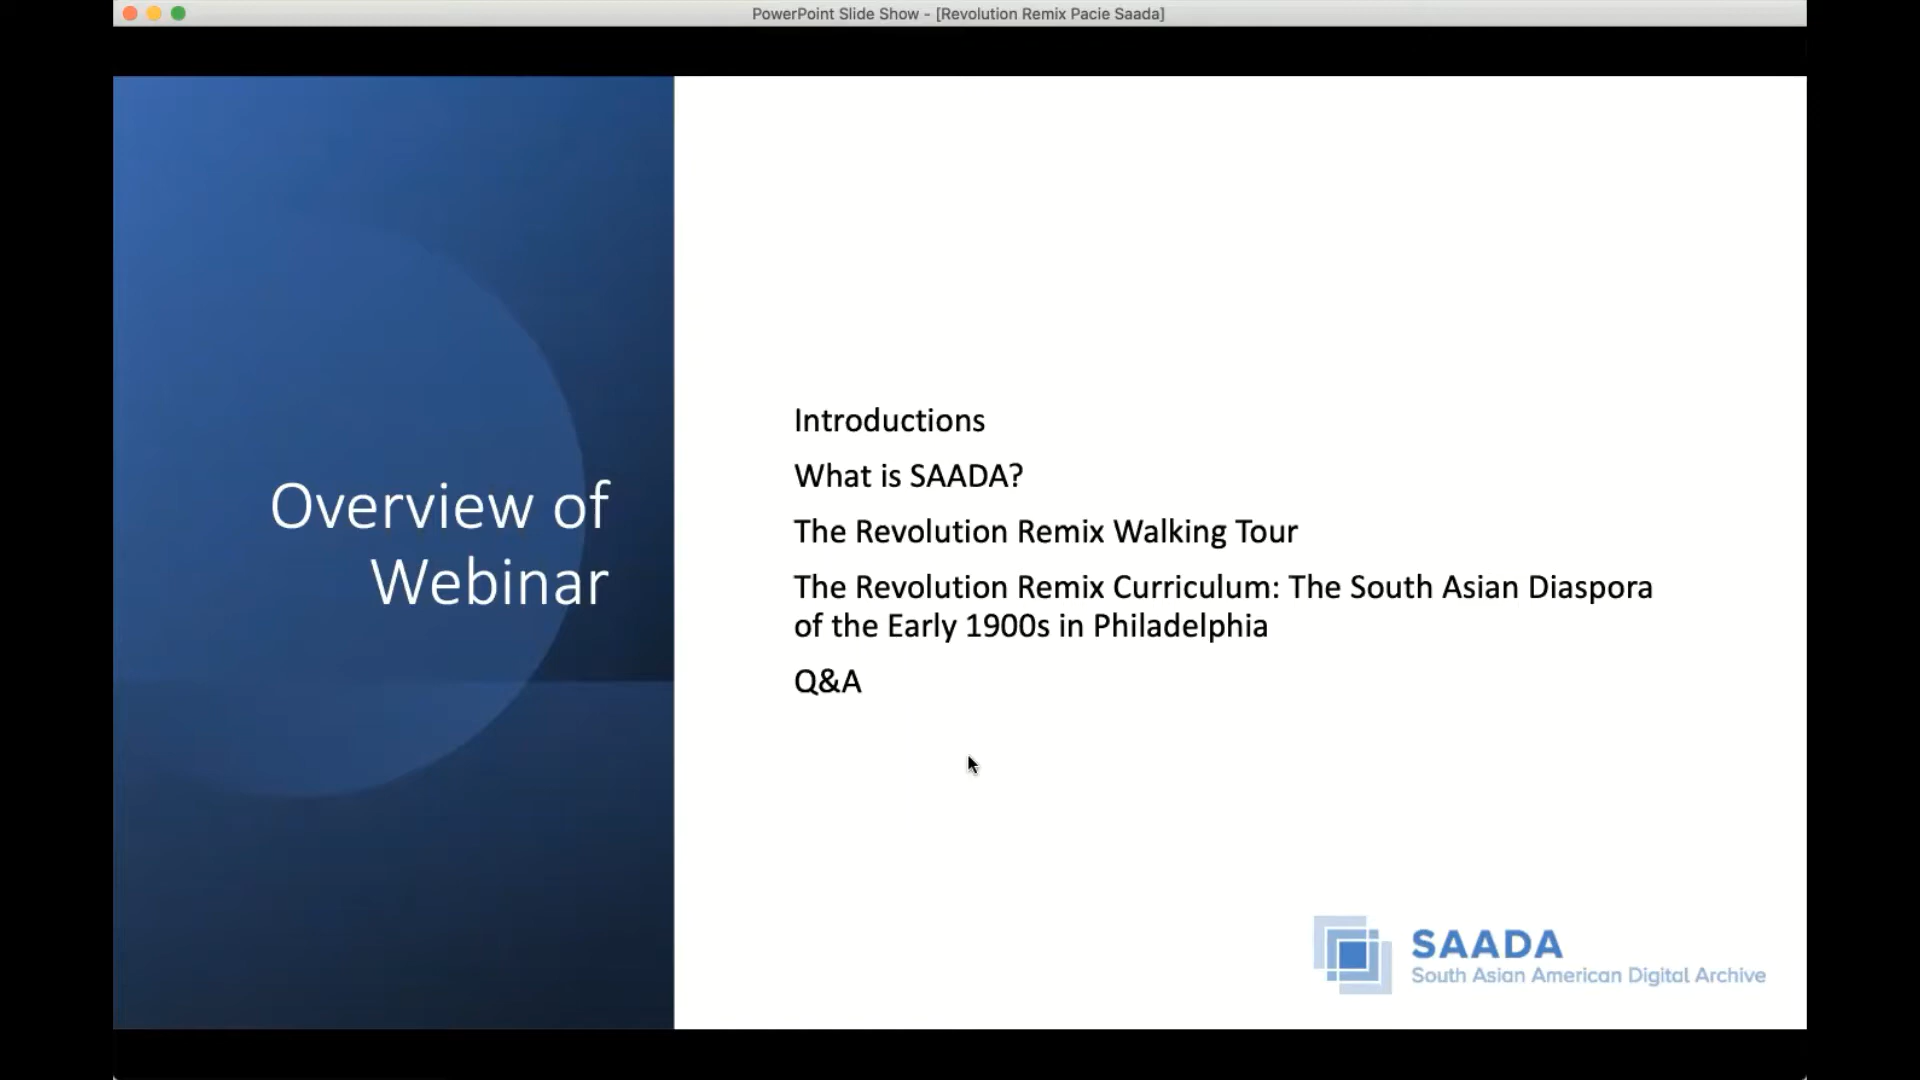 PowerPoint Slide Show - [Revolution Remix Pacie Saada]
Overview of
Webinar
Introductions
What is SAADA?
The Revolution Remix Walking Tour
The Revolution Remix Curriculum: The South Asian Diaspora
of the Early 1900s in Philadelphia
Q&A
SAADA
South Asian American Digital Archive